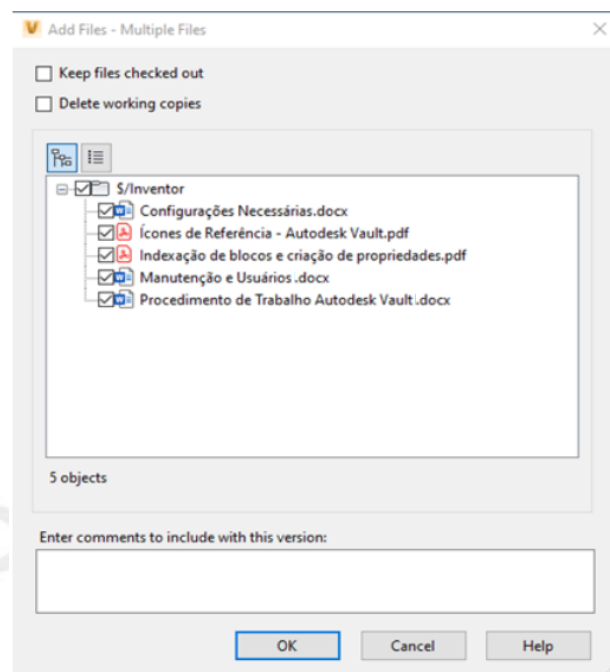 Add Files - Multiple Files
Keep files checked out
Delete working copies
$/Inventor
Configurações Necessárias.docx
Ícones de Referência - Autodesk Vault.pdf
Indexação de blocos e criação de propriedades.pdf
Manutenção e Usuários.docx
Procedimento de Trabalho Autodesk Vault.docx
5 objects
Enter comments to include with this version:
OK Cancel Help